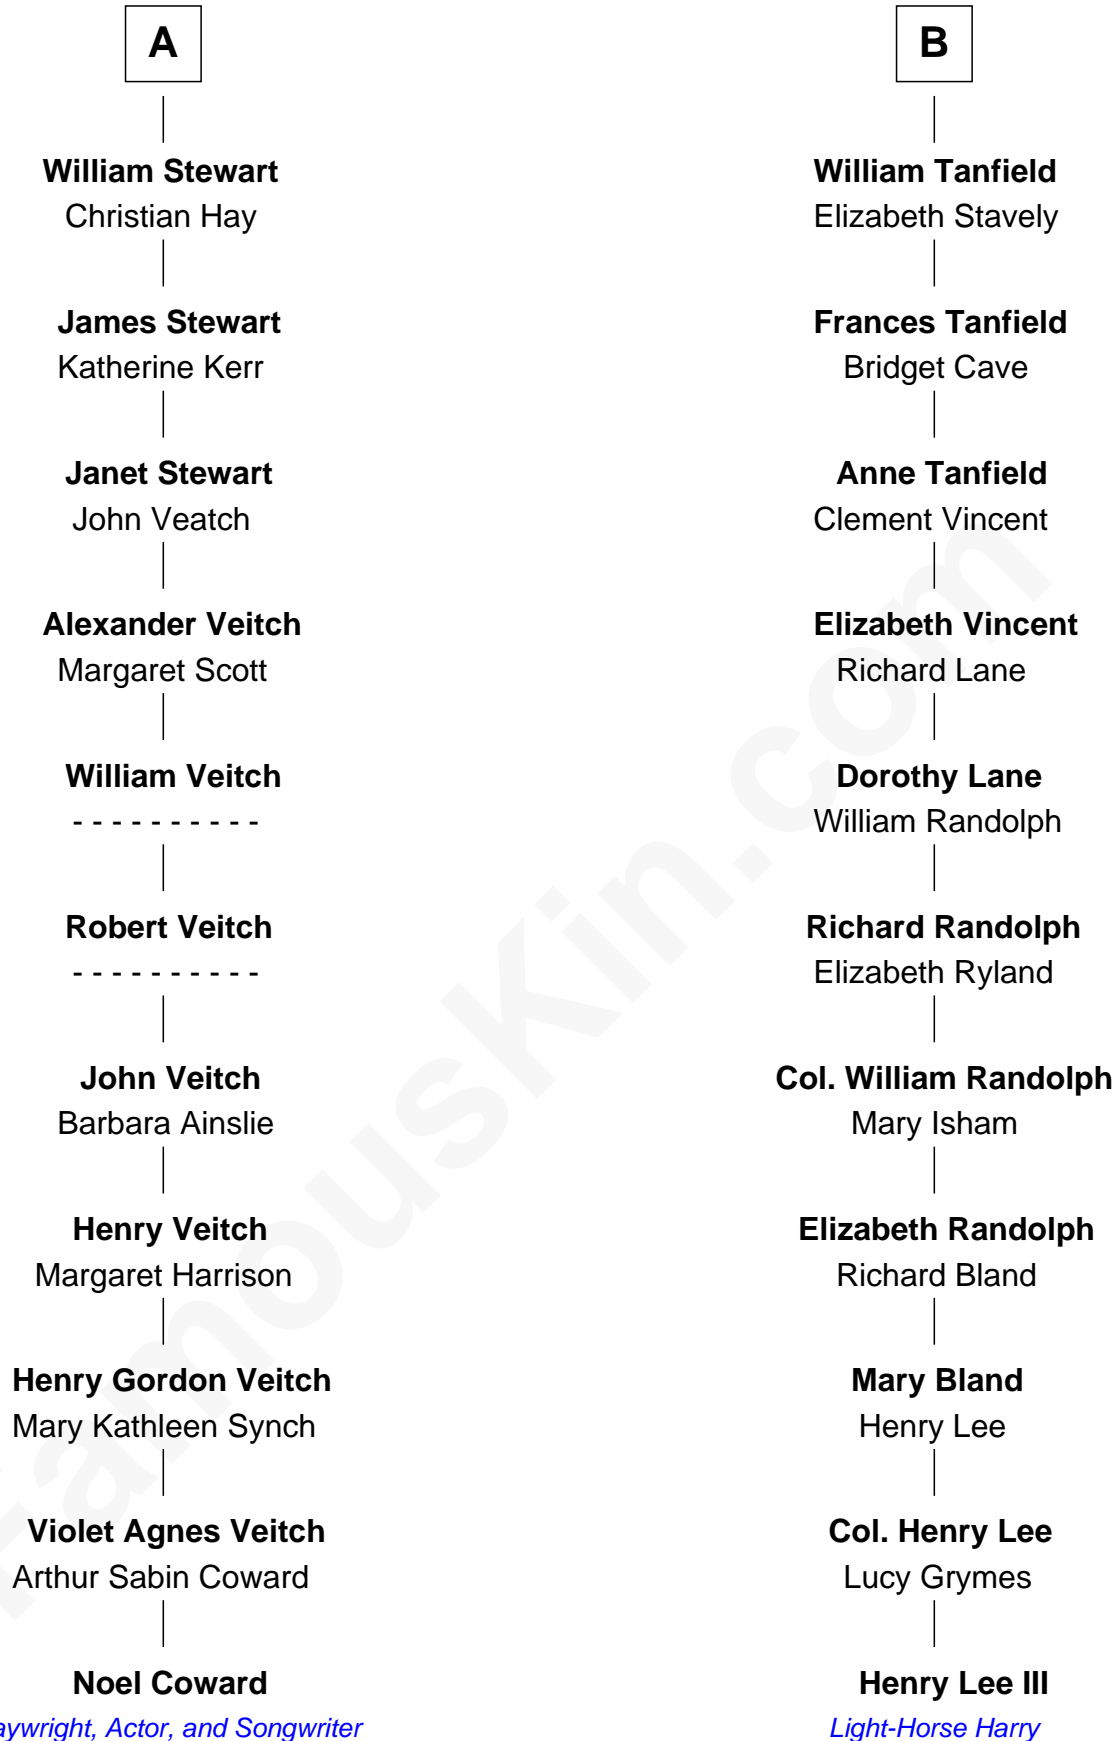 A
William Stewart
Christian Hay
James Stewart
Katherine Kerr
Janet Stewart
John Veatch
Alexander Veitch
Margaret Scott
William Veitch
- - - - - - - - - -
Robert Veitch
- - - - - - - - - -
John Veitch
Barbara Ainslie
Henry Veitch
Margaret Harrison
Henry Gordon Veitch
Mary Kathleen Synch
Violet Agnes Veitch
Arthur Sabin Coward
Noel Coward
aywright, Actor, and Songwriter
B
William Tanfield
Elizabeth Stavely
Frances Tanfield
Bridget Cave
Anne Tanfield
Clement Vincent
Elizabeth Vincent
Richard Lane
Dorothy Lane
William Randolph
Richard Randolph
Elizabeth Ryland
Col. William Randolph
Mary Isham
Elizabeth Randolph
Richard Bland
Mary Bland
Henry Lee
Col. Henry Lee
Lucy Grymes
Henry Lee III
Light-Horse Harry
FamousKin.com